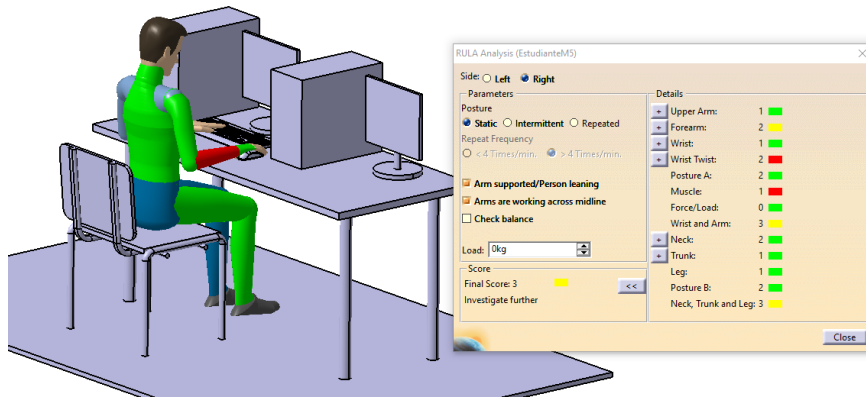 RULA Analysis (EstudianteM5)
Side: Left Right
Parameters
Posture
Static Intermittent Repeated
Repeat Frequency
< 4 Times/min. > 4 Times/min.
Arm supported/Person leaning
Arms are working across midline
Check balance
Load: 0kg
Score
Final Score: 3
<<
Investigate further
Details
+ Upper Arm: 1
+ Forearm: 2
+ Wrist: 1
+ Wrist Twist: 2
Posture A: 2
Muscle: 1
Force/Load: 0
Wrist and Arm: 3
+ Neck: 2
+ Trunk: 1
Leg: 1
Posture B: 2
Neck, Trunk and Leg: 3
Close